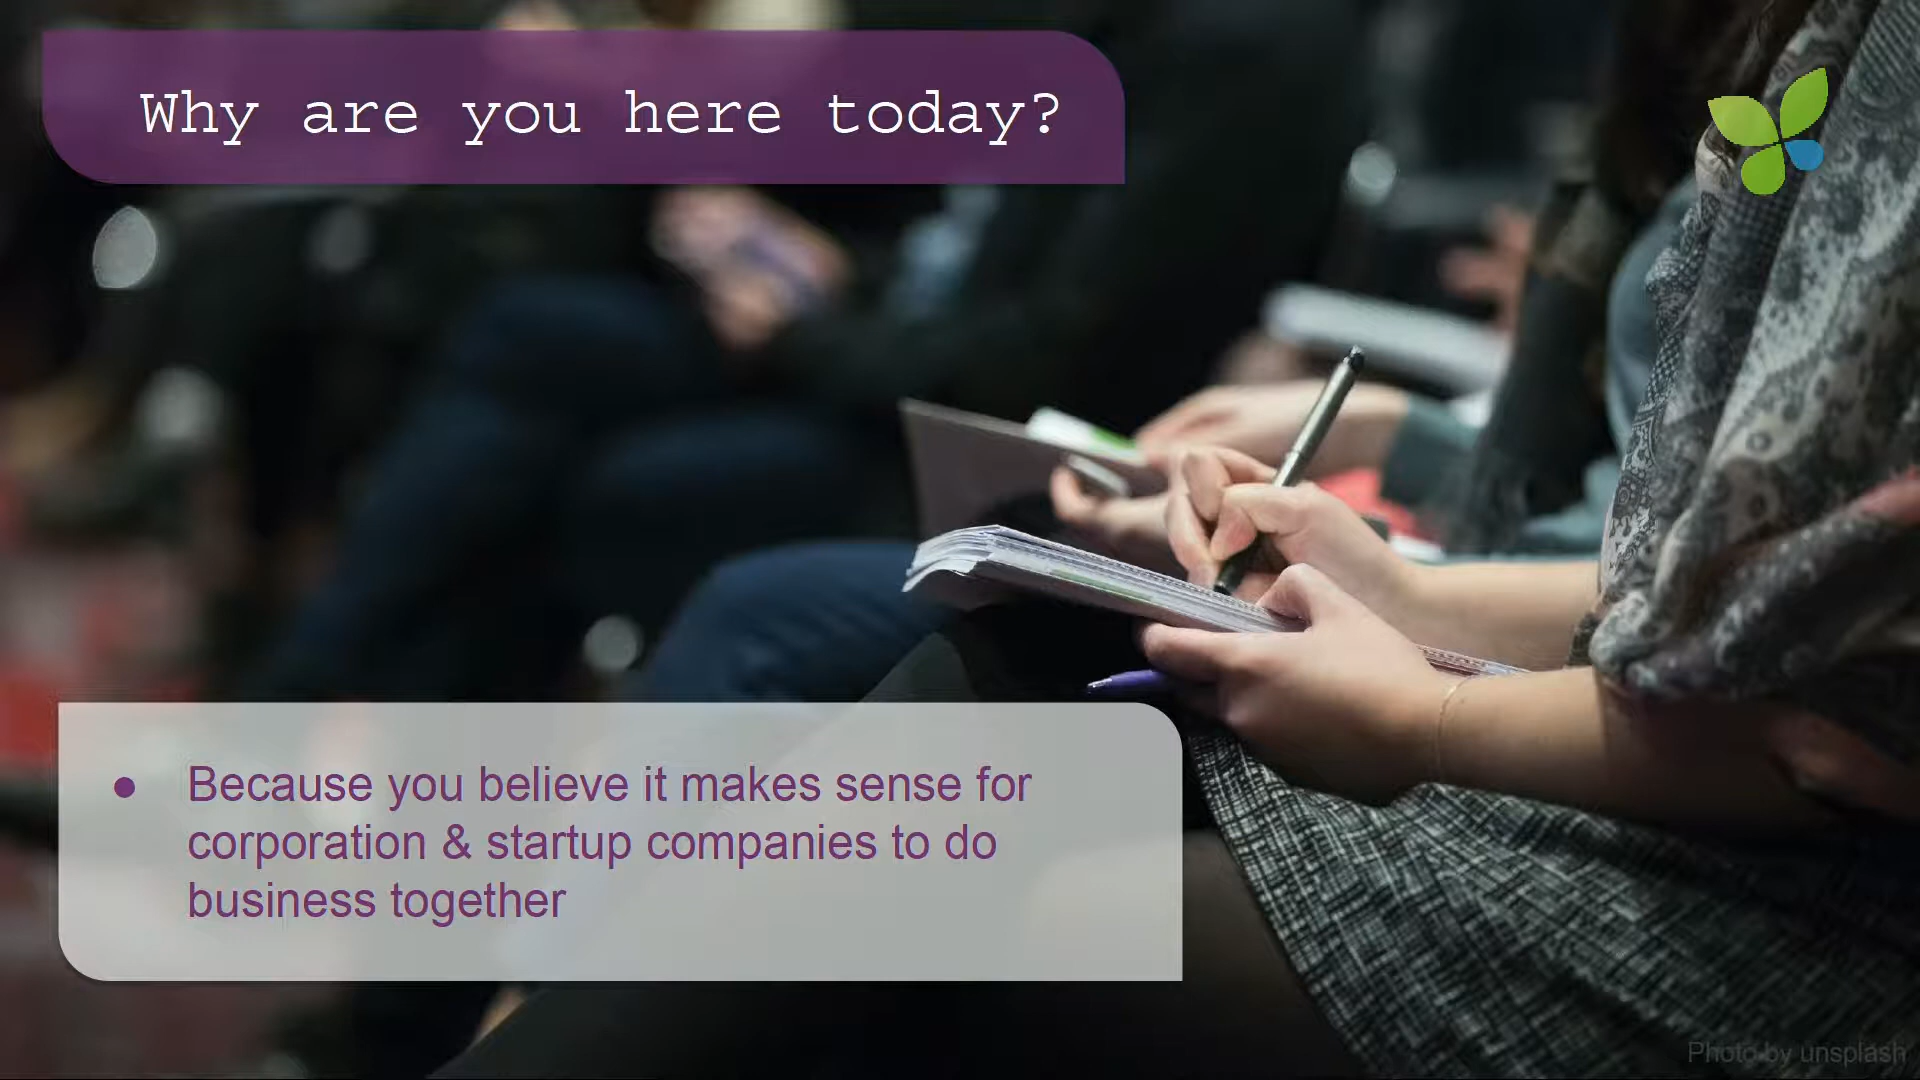 Why are you here today?
• Because you believe it makes sense for
corporation & startup companies to do
business together
Photo by unsplash